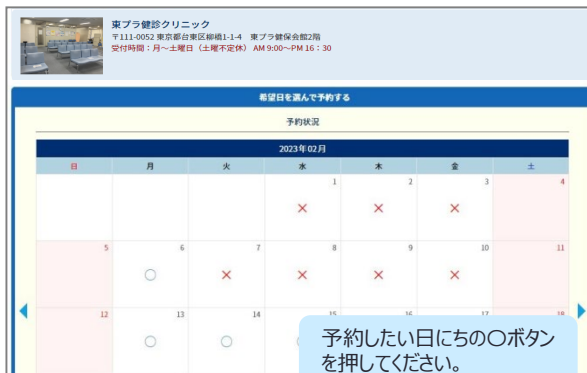 東プラ健診クリニック
〒111-0052 東京都台東区柳橋1-1-4 東プラ健保会館2階
受付時間：月～土曜日（土曜不定休） AM 9:00～PM 16：30
希望日を選んで予約する
予約状況
2023年02月
日 月 火 水 木 金 土
1 2 3 4
× × ×
5 6 7 8 9 10 11
○ × × × ×
12 13 14 15 16 17 18
○ ○
予約したい日にちの○ボタン
を押してください。